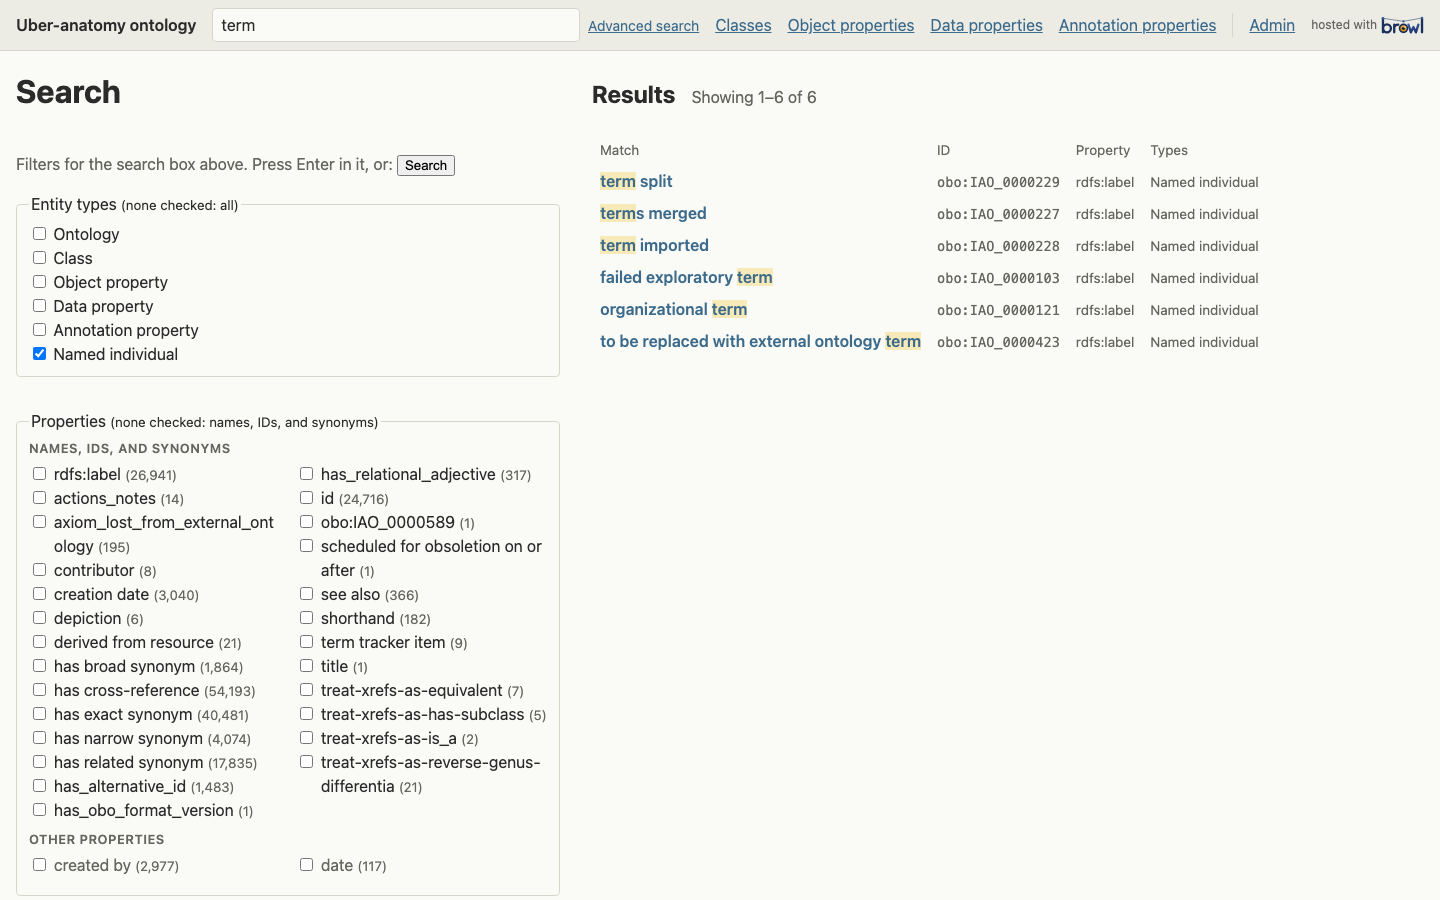 Uber-anatomy ontology
term
Advanced search
Classes
Object properties
Data properties
Annotation properties
Admin
hosted with browl
Search
Filters for the search box above. Press Enter in it, or: Search
Entity types (none checked: all)
Ontology
Class
Object property
Data property
Annotation property
Named individual
Properties (none checked: names, IDs, and synonyms)
NAMES, IDS, AND SYNONYMS
rdfs:label (26,941)
actions_notes (14)
axiom_lost_from_external_ont
ology (195)
contributor (8)
creation date (3,040)
depiction (6)
derived from resource (21)
has broad synonym (1,864)
has cross-reference (54,193)
has exact synonym (40,481)
has narrow synonym (4,074)
has related synonym (17,835)
has_alternative_id (1,483)
has_obo_format_version (1)
has_relational_adjective (317)
id (24,716)
obo:IAO_0000589 (1)
scheduled for obsoletion on or
after (1)
see also (366)
shorthand (182)
term tracker item (9)
title (1)
treat-xrefs-as-equivalent (7)
treat-xrefs-as-has-subclass (5)
treat-xrefs-as-is_a (2)
treat-xrefs-as-reverse-genus-
differentia (21)
OTHER PROPERTIES
created by (2,977)
date (117)
Results
Showing 1–6 of 6
Match ID Property Types
term split obo:IAO_0000229 rdfs:label Named individual
terms merged obo:IAO_0000227 rdfs:label Named individual
term imported obo:IAO_0000228 rdfs:label Named individual
failed exploratory term obo:IAO_0000103 rdfs:label Named individual
organizational term obo:IAO_0000121 rdfs:label Named individual
to be replaced with external ontology term obo:IAO_0000423 rdfs:label Named individual